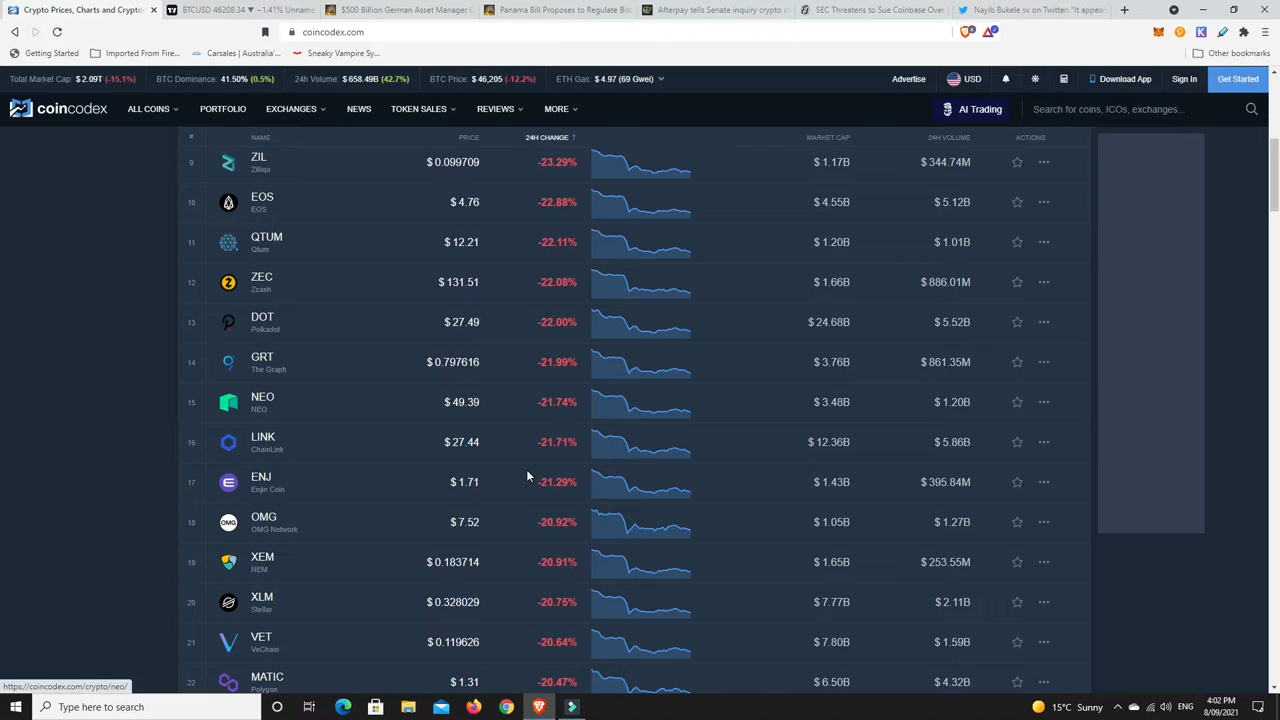 Crypto Prices, Charts and Cryptoc
BTCUSD 46208.34 ▼ −1.41% Unname
$500 Billion German Asset Manager C
Panama Bill Proposes to Regulate Bitc
Afterpay tells Senate inquiry crypto c
SEC Threatens to Sue Coinbase Over
Nayib Bukele sv on Twitter: "It appear
coincodex.com
Getting Started
Imported From Fire...
Carsales | Australia'...
Sneaky Vampire Sy...
Other bookmarks
Total Market Cap: $ 2.09T (-15.1%)
BTC Dominance: 41.50% (0.5%)
24h Volume: $ 658.49B (42.7%)
BTC Price: $ 46,205 (-12.2%)
ETH Gas: $ 4.97 (69 Gwei)
Advertise
USD
Download App
Sign In
Get Started
coincodex
ALL COINS
PORTFOLIO
EXCHANGES
NEWS
TOKEN SALES
REVIEWS
MORE
AI Trading
Search for coins, ICOs, exchanges...
# NAME PRICE 24H CHANGE ↑ MARKET CAP 24H VOLUME ACTIONS
9 ZIL $ 0.099709 -23.29% $ 1.17B $ 344.74M
Zilliqa
10 EOS $ 4.76 -22.88% $ 4.55B $ 5.12B
EOS
11 QTUM $ 12.21 -22.11% $ 1.20B $ 1.01B
Qtum
12 ZEC $ 131.51 -22.08% $ 1.66B $ 886.01M
Zcash
13 DOT $ 27.49 -22.00% $ 24.68B $ 5.52B
Polkadot
14 GRT $ 0.797616 -21.99% $ 3.76B $ 861.35M
The Graph
15 NEO $ 49.39 -21.74% $ 3.48B $ 1.20B
NEO
16 LINK $ 27.44 -21.71% $ 12.36B $ 5.86B
ChainLink
17 ENJ $ 1.71 -21.29% $ 1.43B $ 395.84M
Enjin Coin
18 OMG $ 7.52 -20.92% $ 1.05B $ 1.27B
OMG Network
19 XEM $ 0.183714 -20.91% $ 1.65B $ 253.55M
NEM
20 XLM $ 0.328029 -20.75% $ 7.77B $ 2.11B
Stellar
21 VET $ 0.119626 -20.64% $ 7.80B $ 1.59B
VeChain
22 MATIC $ 1.31 -20.47% $ 6.50B $ 4.32B
Polygon
https://coincodex.com/crypto/neo/
Type here to search
15°C Sunny
ENG
4:02 PM
8/09/2021